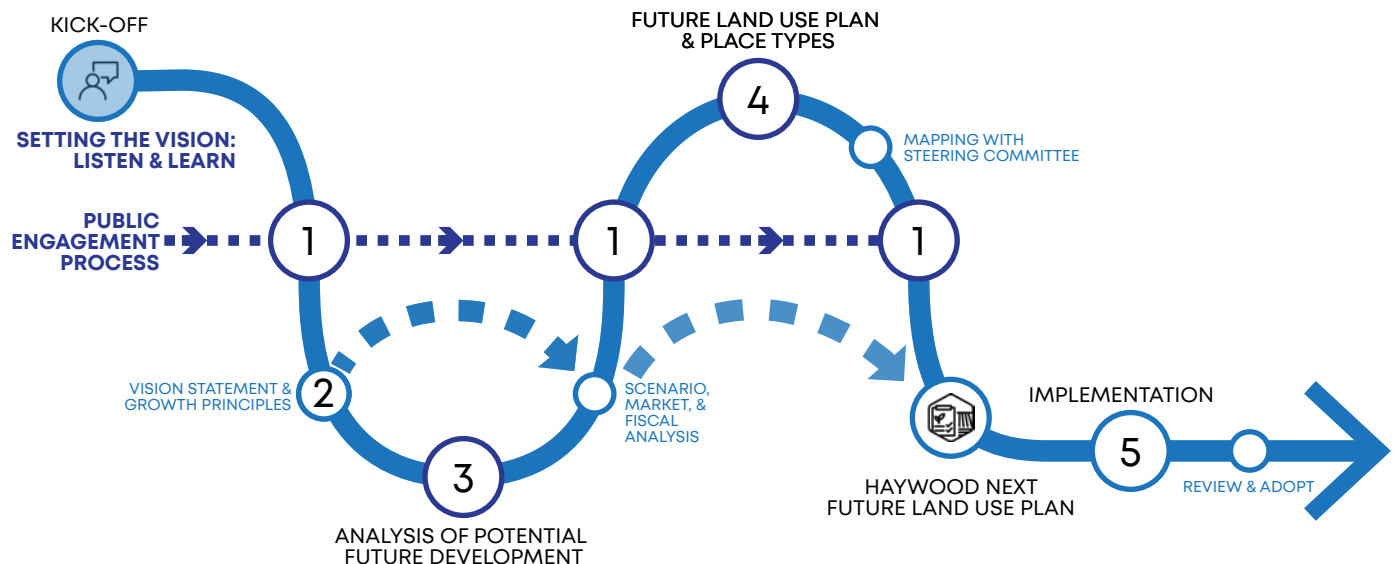 KICK-OFF
SETTING THE VISION:
LISTEN & LEARN
PUBLIC
ENGAGEMENT
PROCESS
1
VISION STATEMENT &
GROWTH PRINCIPLES
2
3
ANALYSIS OF POTENTIAL
FUTURE DEVELOPMENT
SCENARIO,
MARKET, &
FISCAL
ANALYSIS
1
FUTURE LAND USE PLAN
& PLACE TYPES
4
MAPPING WITH
STEERING COMMITTEE
1
HAYWOOD NEXT
FUTURE LAND USE PLAN
IMPLEMENTATION
5
REVIEW & ADOPT